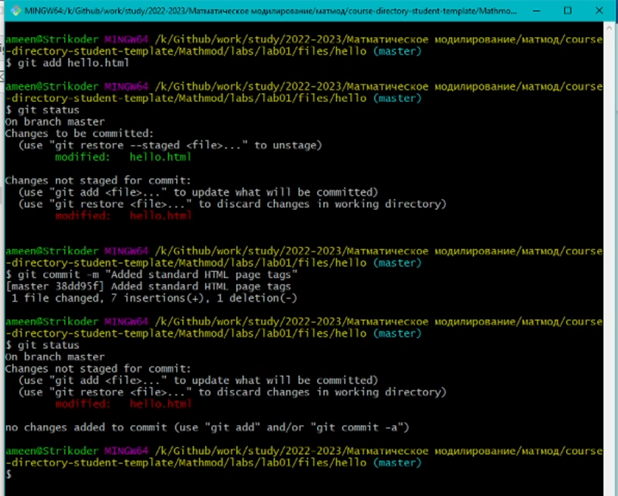 MINGW64:/k/Github/work/study/2022-2023/Матматическое модилирование/матмод/course-directory-student-template/Mathmo...
ameen@Strikoder MINGW64 /k/Github/work/study/2022-2023/Матматическое модилирование/матмод/course
-directory-student-template/Mathmod/labs/lab01/files/hello (master)
$ git add hello.html
ameen@Strikoder MINGW64 /k/Github/work/study/2022-2023/Матматическое модилирование/матмод/course
-directory-student-template/Mathmod/labs/lab01/files/hello (master)
$ git status
On branch master
Changes to be committed:
(use "git restore --staged <file>..." to unstage)
modified: hello.html
Changes not staged for commit:
(use "git add <file>..." to update what will be committed)
(use "git restore <file>..." to discard changes in working directory)
modified: hello.html
ameen@Strikoder MINGW64 /k/Github/work/study/2022-2023/Матматическое модилирование/матмод/course
-directory-student-template/Mathmod/labs/lab01/files/hello (master)
$ git commit -m "Added standard HTML page tags"
[master 38dd95f] Added standard HTML page tags
1 file changed, 7 insertions(+), 1 deletion(-)
ameen@Strikoder MINGW64 /k/Github/work/study/2022-2023/Матматическое модилирование/матмод/course
-directory-student-template/Mathmod/labs/lab01/files/hello (master)
$ git status
On branch master
Changes not staged for commit:
(use "git add <file>..." to update what will be committed)
(use "git restore <file>..." to discard changes in working directory)
modified: hello.html
no changes added to commit (use "git add" and/or "git commit -a")
ameen@Strikoder MINGW64 /k/Github/work/study/2022-2023/Матматическое модилирование/матмод/course
-directory-student-template/Mathmod/labs/lab01/files/hello (master)
$